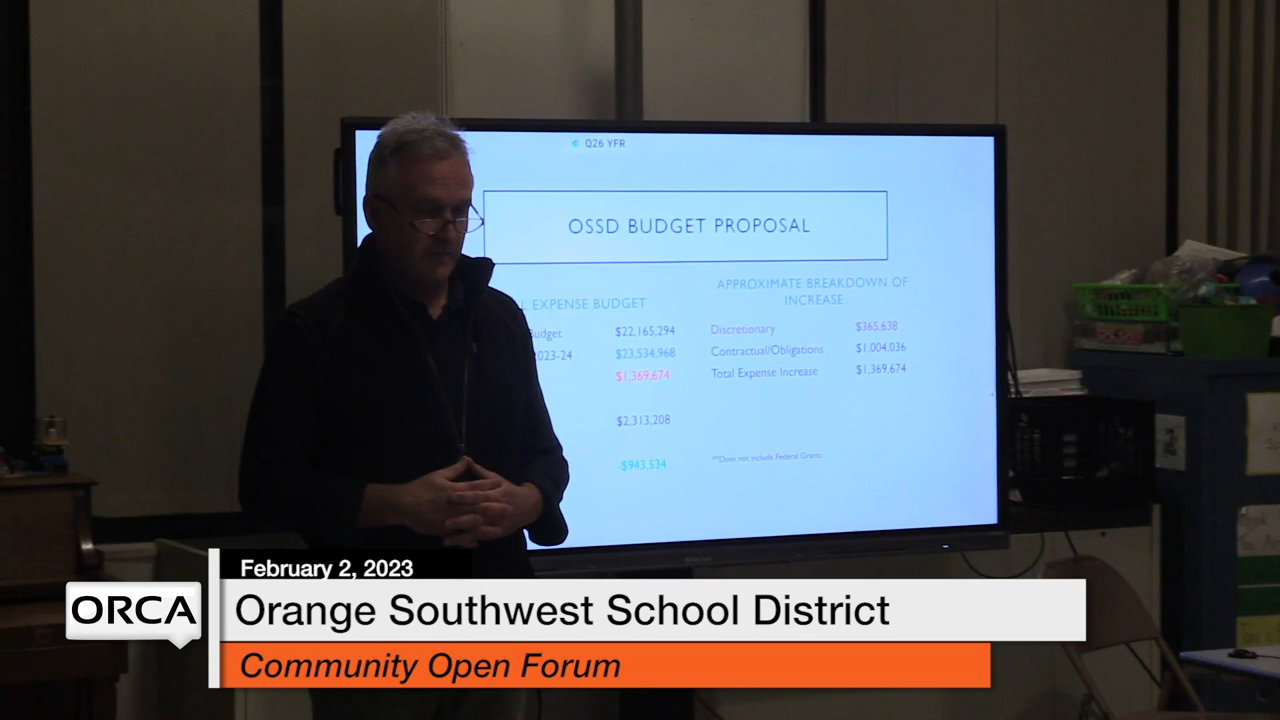 Q26 YFR
OSSD BUDGET PROPOSAL
L EXPENSE BUDGET
udget $22,165,294
2023-24 $23,534,968
$1,369,674
$2,313,208
-$943,534
APPROXIMATE BREAKDOWN OF
INCREASE
Discretionary $365,638
Contractual/Obligations $1,004,036
Total Expense Increase $1,369,674
**Does not include Federal Grants
February 2, 2023
ORCA
Orange Southwest School District
Community Open Forum